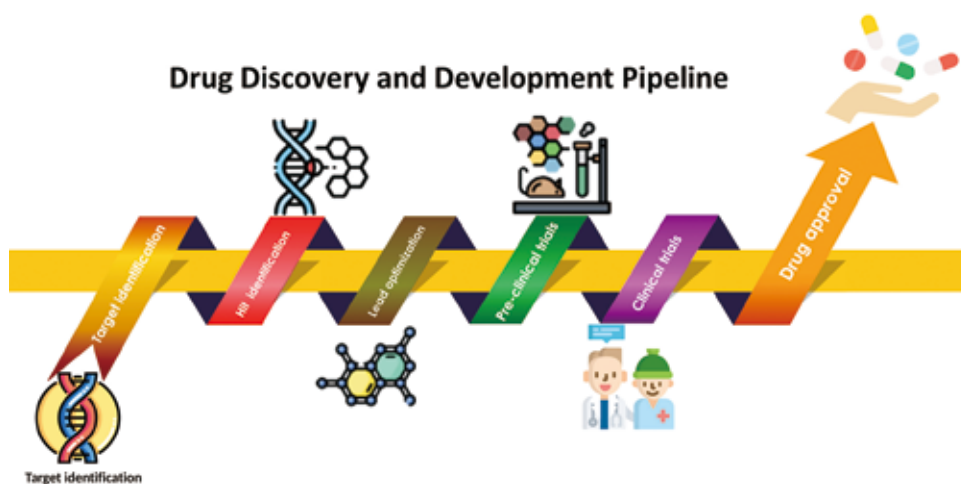 Drug Discovery and Development Pipeline
Target identification
Hit identification
Lead optimization
Pre-clinical trials
Clinical trials
Drug approval
Target identification